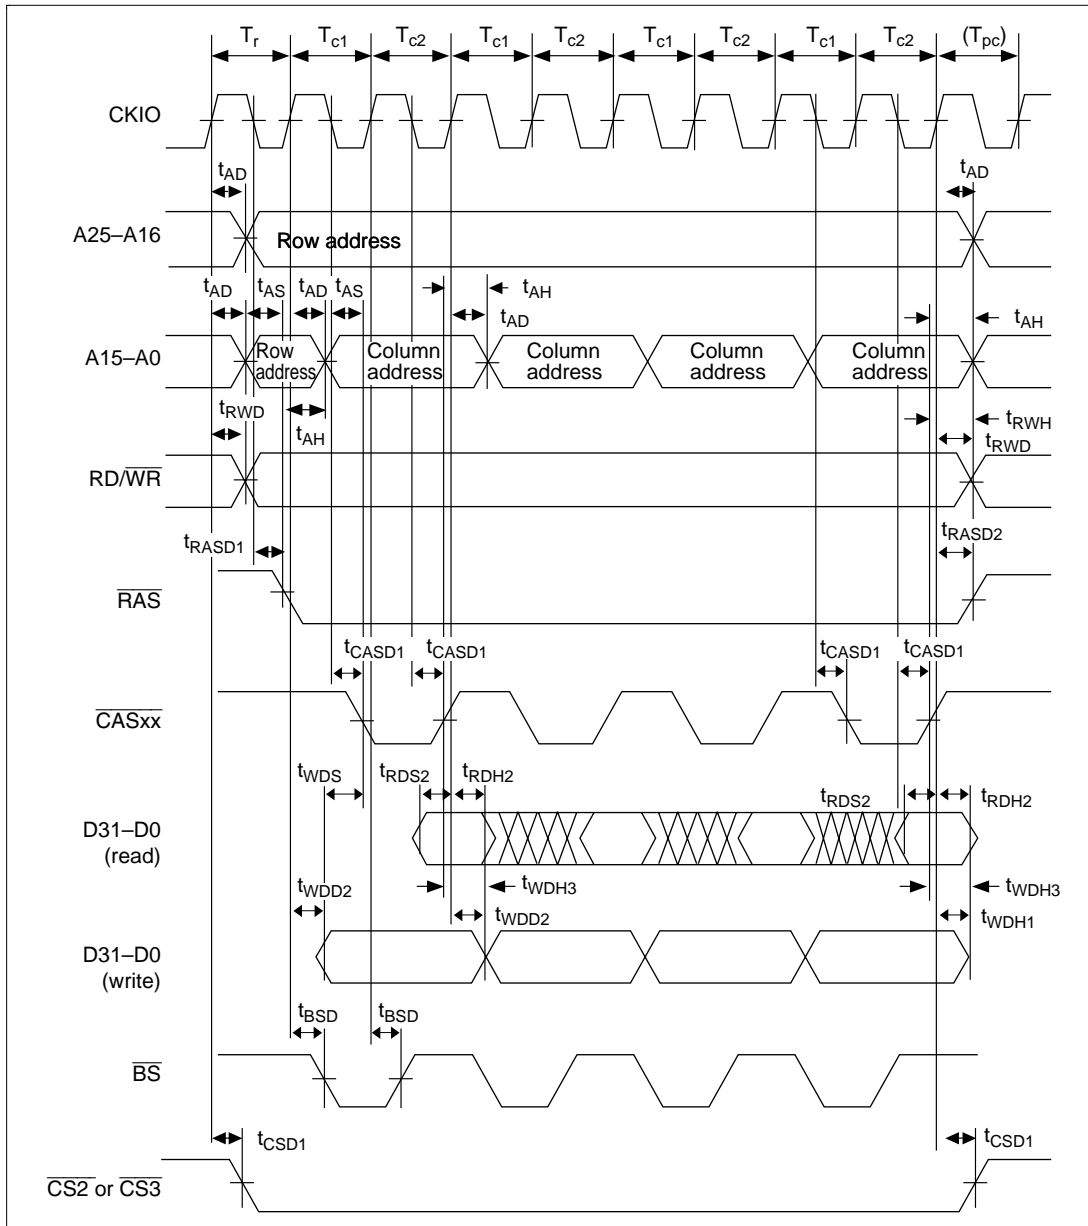 Tr Tc1 Tc2 Tc1 Tc2 Tc1 Tc2 Tc1 Tc2 (Tpc)
CKIO
tAD tAD
A25–A16
Row address
tAD tAS tAD tAS tAH
tAD tAH
A15–A0
Row address
Column address
Column address
Column address
Column address
tRWD tAH tRWH
tRWD
RD/WR
tRASD1 tRASD2
RAS
tCASD1 tCASD1 tCASD1 tCASD1
CASxx
tWDS tRDS2 tRDH2 tRDS2 tRDH2
D31–D0
(read)
tWDD2 tWDH3 tWDH3
tWDD2 tWDH1
D31–D0
(write)
tBSD tBSD
BS
tCSD1 tCSD1
CS2 or CS3